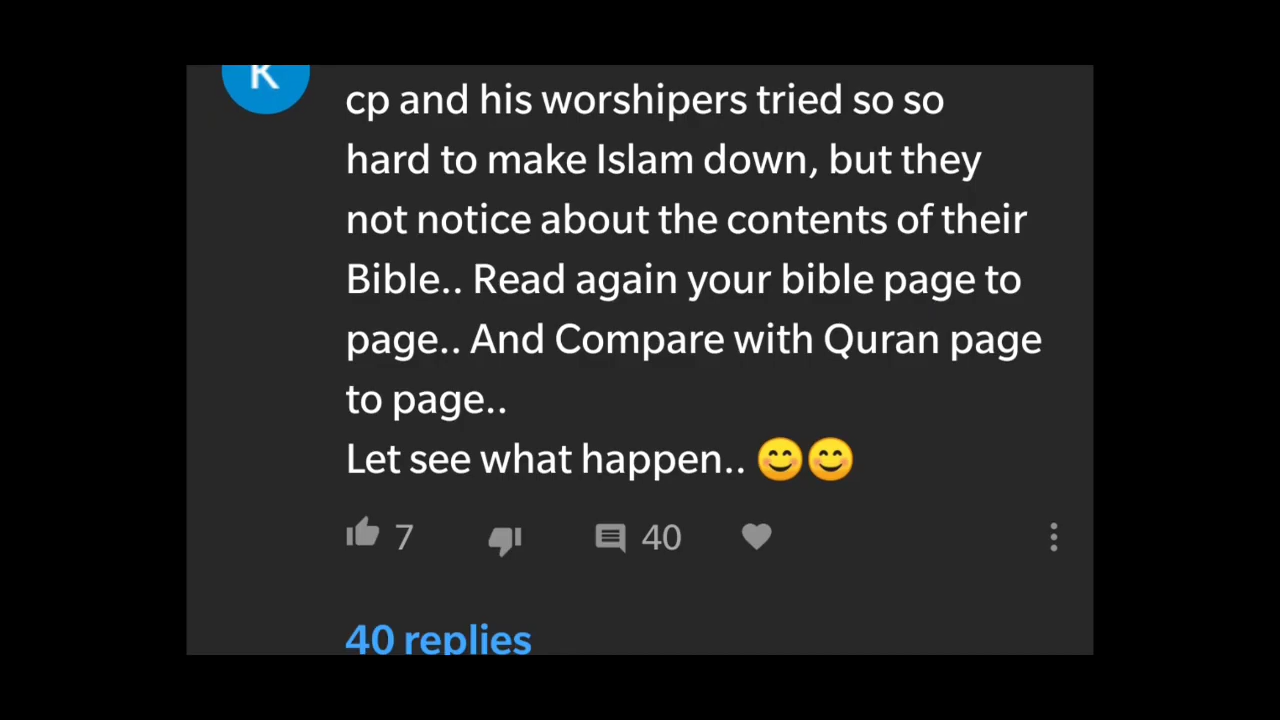 K
cp and his worshipers tried so so
hard to make Islam down, but they
not notice about the contents of their
Bible.. Read again your bible page to
page.. And Compare with Quran page
to page..
Let see what happen.. 😊😊
7 40
40 replies